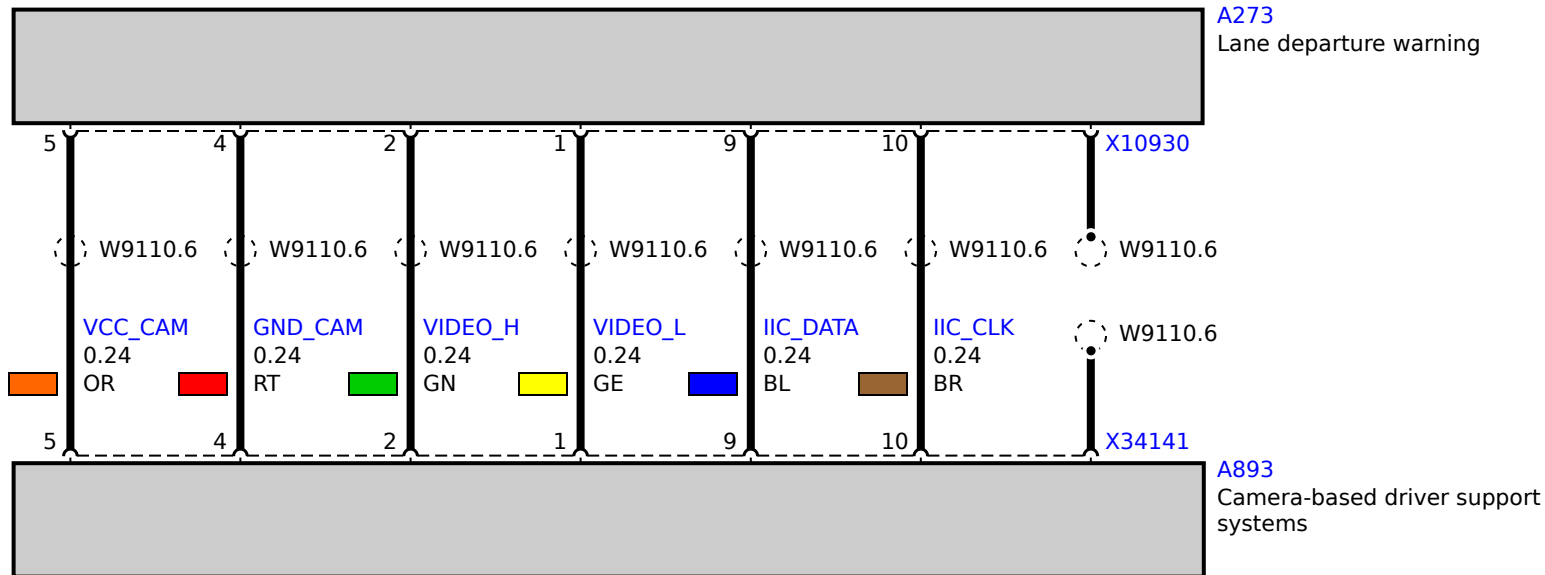 A273
Lane departure warning
5 4 2 1 9 10 X10930
W9110.6 W9110.6 W9110.6 W9110.6 W9110.6 W9110.6 W9110.6
VCC_CAM GND_CAM VIDEO_H VIDEO_L IIC_DATA IIC_CLK W9110.6
0.24 0.24 0.24 0.24 0.24 0.24
OR RT GN GE BL BR
5 4 2 1 9 10 X34141
A893
Camera-based driver support
systems